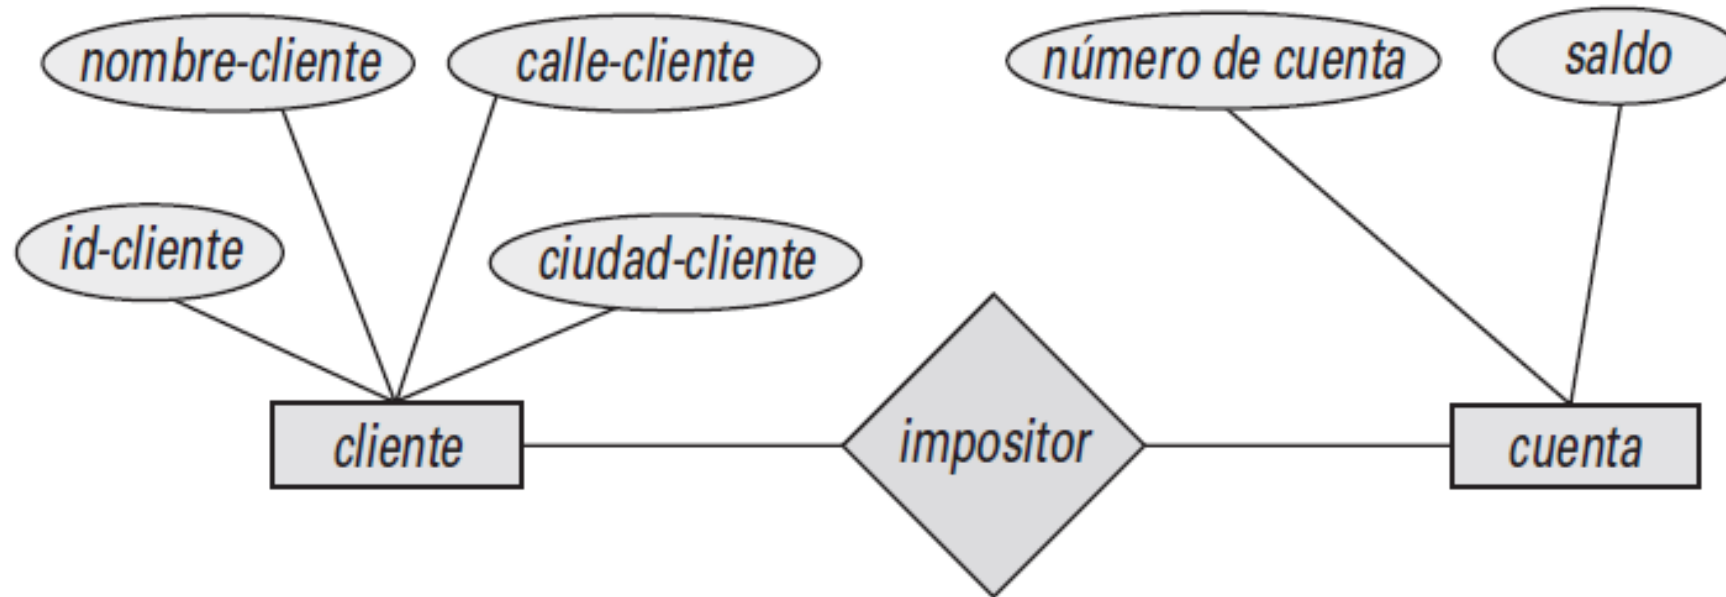 nombre-cliente
calle-cliente
número de cuenta
saldo
id-cliente
ciudad-cliente
cliente
impositor
cuenta